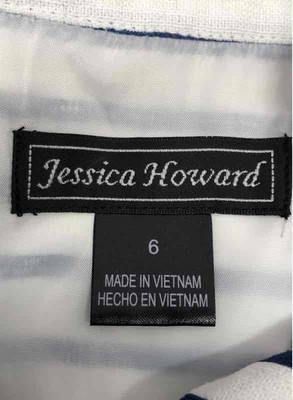 Jessica Howard
6
MADE IN VIETNAM
HECHO EN VIETNAM